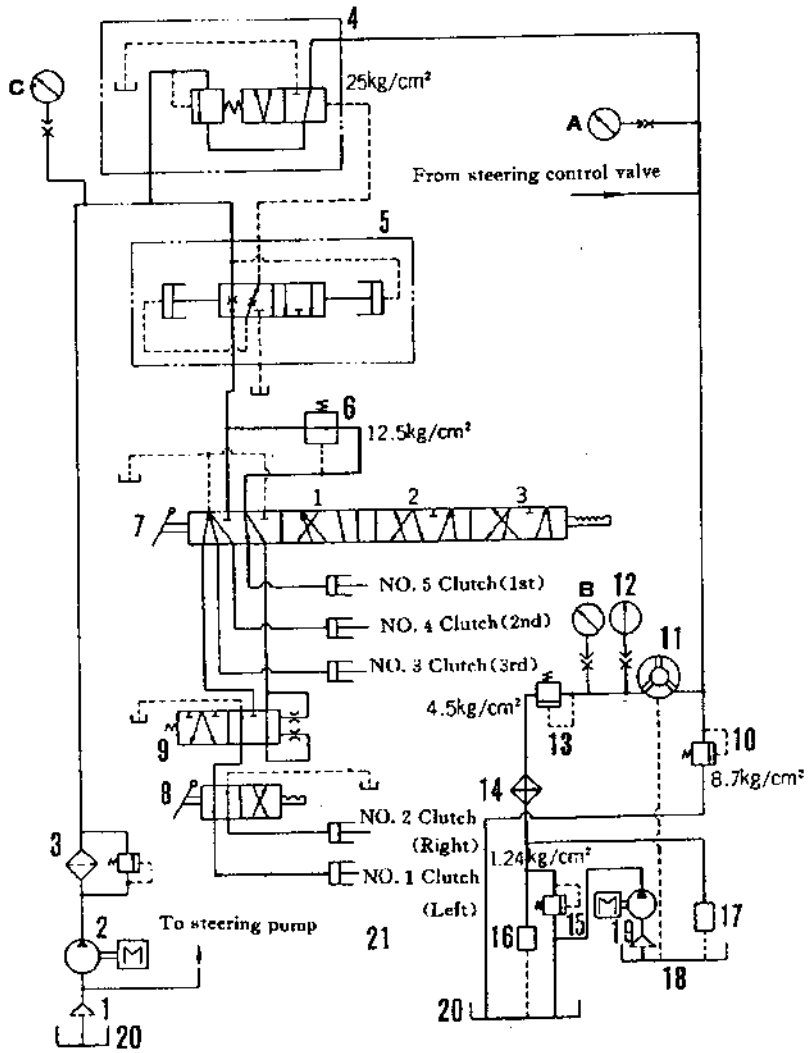 4
C
25kg/cm²
A
From steering control valve
5
6
12.5kg/cm²
7
1
2
3
NO. 5 Clutch(1st)
NO. 4 Clutch(2nd)
NO. 3 Clutch(3rd)
B
12
11
4.5kg/cm²
13
10
8.7kg/cm²
9
14
8
NO. 2 Clutch
(Right)
1.24kg/cm²
NO. 1 Clutch
(Left)
3
To steering pump
21
2
M
15
16
M
19
17
18
1
20
20